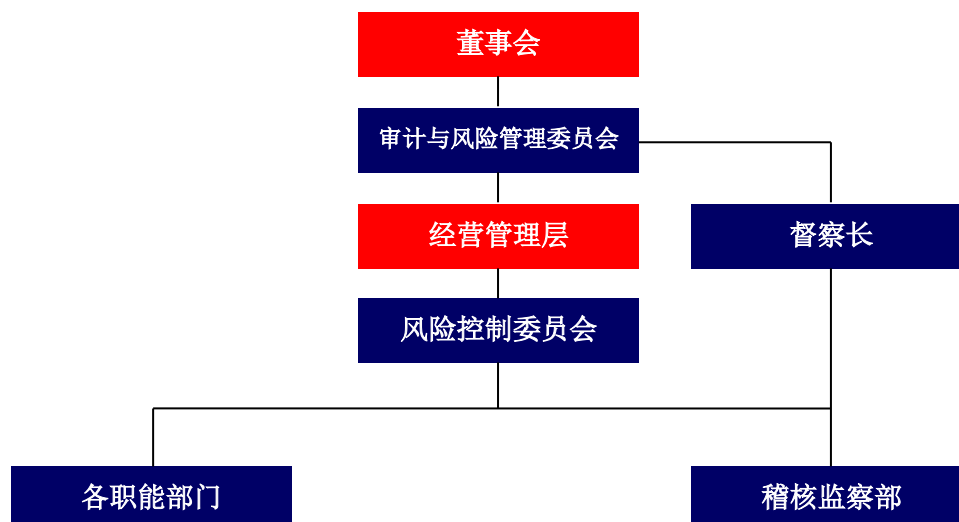 董事会
审计与风险管理委员会
经营管理层
督察长
风险控制委员会
各职能部门
稽核监察部